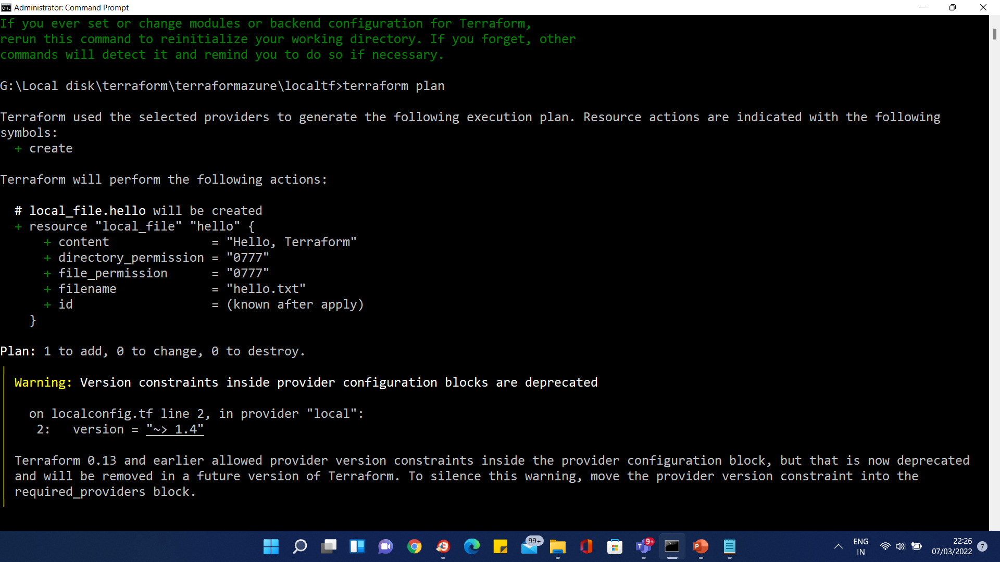 Administrator: Command Prompt
If you ever set or change modules or backend configuration for Terraform,
rerun this command to reinitialize your working directory. If you forget, other
commands will detect it and remind you to do so if necessary.
G:\Local disk\terraform\terraformazure\localtf>terraform plan
Terraform used the selected providers to generate the following execution plan. Resource actions are indicated with the following
symbols:
  + create
Terraform will perform the following actions:
  # local_file.hello will be created
  + resource "local_file" "hello" {
      + content              = "Hello, Terraform"
      + directory_permission = "0777"
      + file_permission      = "0777"
      + filename             = "hello.txt"
      + id                   = (known after apply)
    }
Plan: 1 to add, 0 to change, 0 to destroy.
Warning: Version constraints inside provider configuration blocks are deprecated
  on localconfig.tf line 2, in provider "local":
   2:   version = "~> 1.4"
Terraform 0.13 and earlier allowed provider version constraints inside the provider configuration block, but that is now deprecated
and will be removed in a future version of Terraform. To silence this warning, move the provider version constraint into the
required_providers block.
99+
9+
ENG
IN
22:26
07/03/2022
7